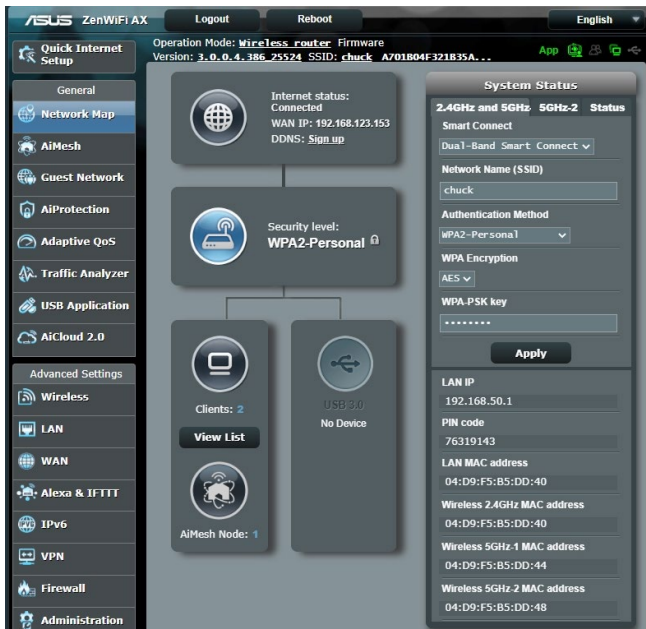 ASUS ZenWiFi AX
Logout
Reboot
English
Quick Internet
Setup
Operation Mode: Wireless router Firmware
Version: 3.0.0.4.386_25524 SSID: chuck A701B04F321B35A...
App
General
Network Map
AiMesh
Guest Network
AiProtection
Adaptive QoS
Traffic Analyzer
USB Application
AiCloud 2.0
Advanced Settings
Wireless
LAN
WAN
Alexa & IFTTT
IPv6
VPN
Firewall
Administration
Internet status:
Connected
WAN IP: 192.168.123.153
DDNS: Sign up
Security level:
WPA2-Personal
Clients: 2
View List
AiMesh Node: 1
USB 3.0
No Device
System Status
2.4GHz and 5GHz- 5GHz-2 Status
Smart Connect
Dual-Band Smart Connect
Network Name (SSID)
chuck
Authentication Method
WPA2-Personal
WPA Encryption
AES
WPA-PSK key
········
Apply
LAN IP
192.168.50.1
PIN code
76319143
LAN MAC address
04:D9:F5:B5:DD:40
Wireless 2.4GHz MAC address
04:D9:F5:B5:DD:40
Wireless 5GHz-1 MAC address
04:D9:F5:B5:DD:44
Wireless 5GHz-2 MAC address
04:D9:F5:B5:DD:48